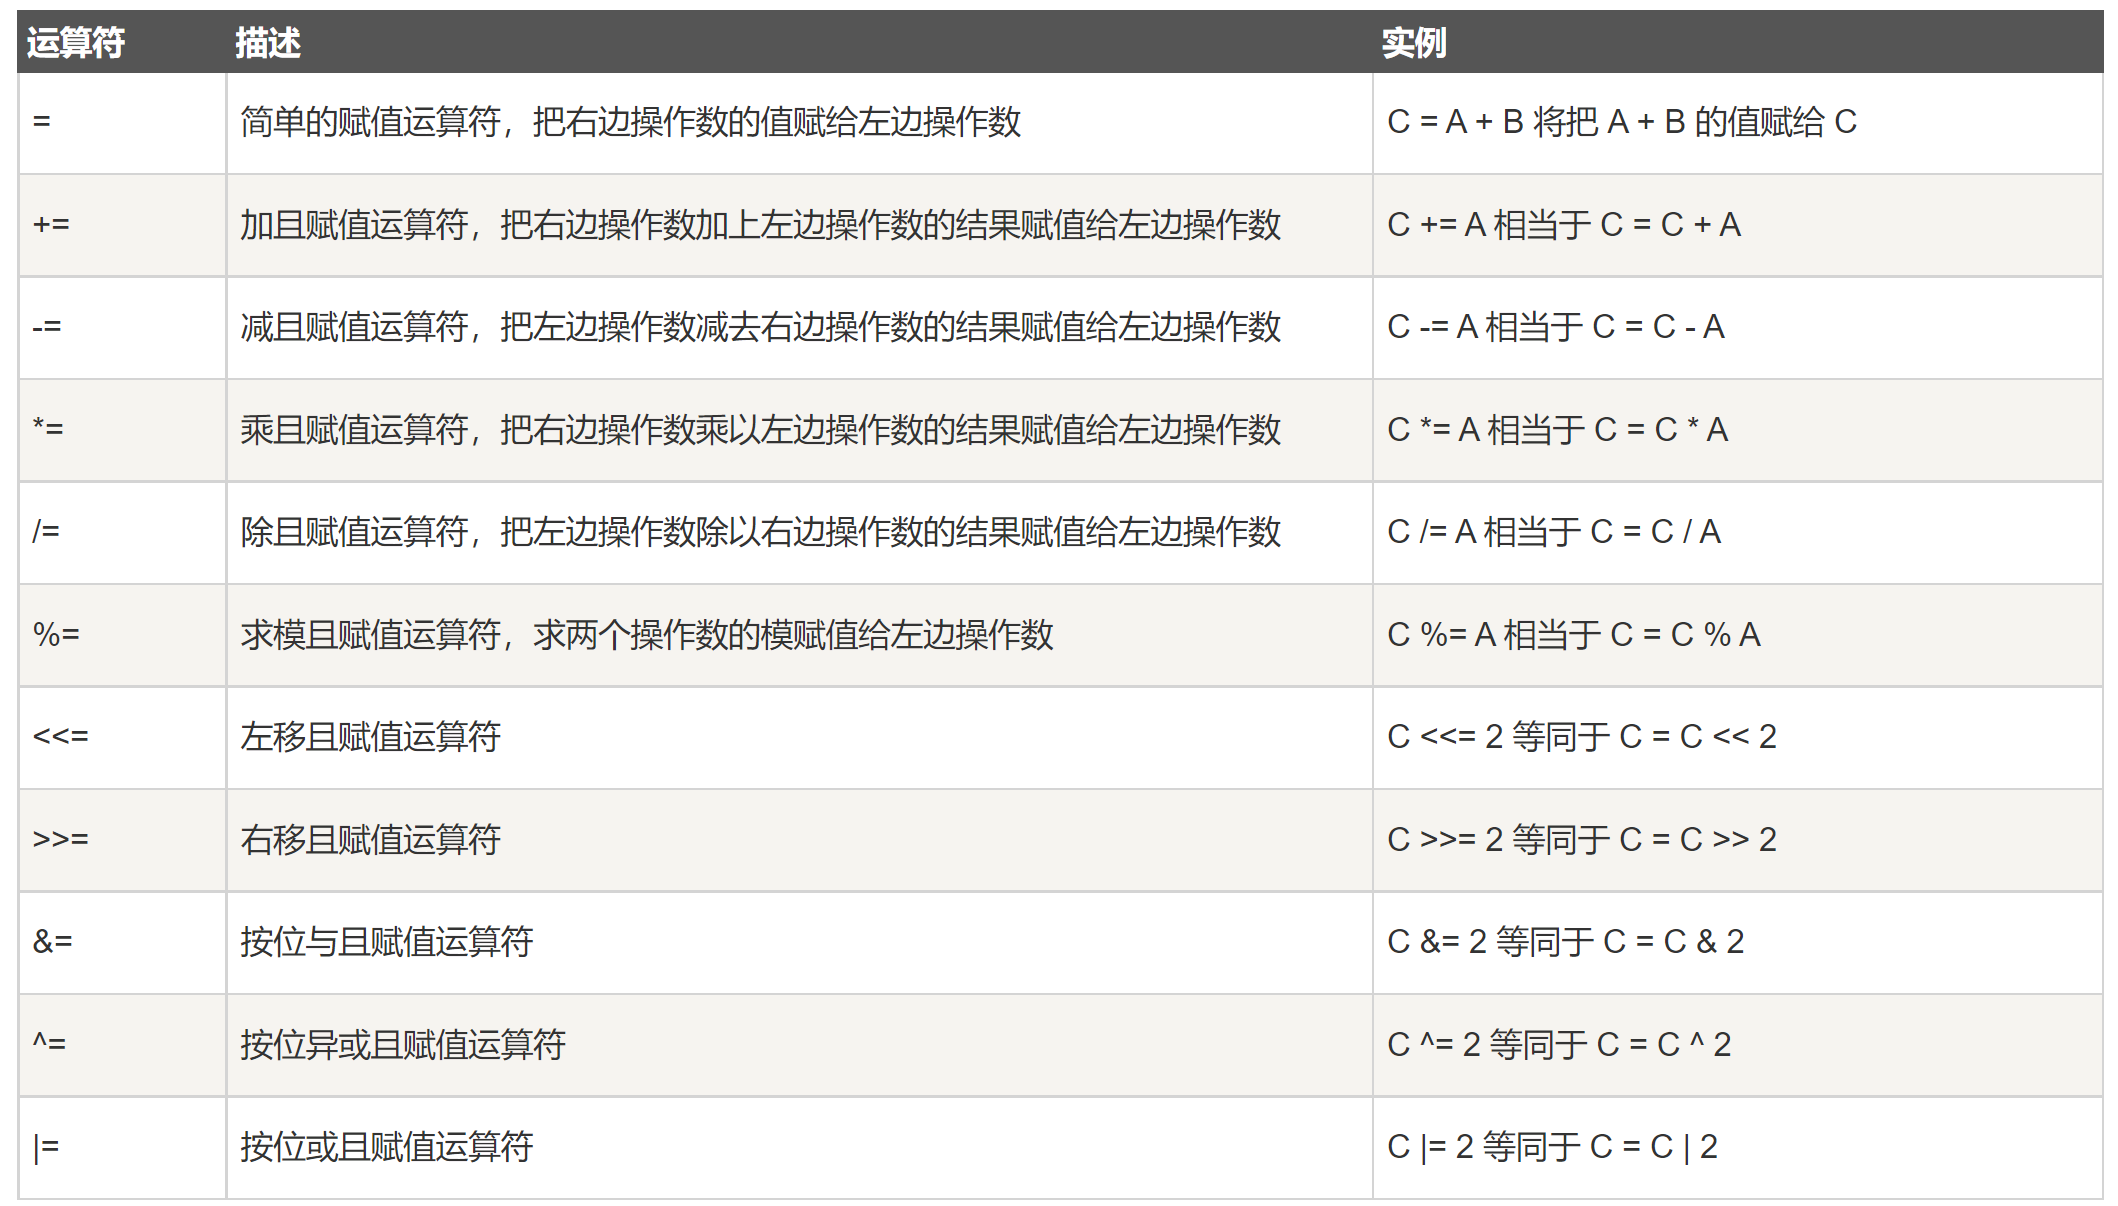 运算符 描述 实例
= 简单的赋值运算符，把右边操作数的值赋给左边操作数 C = A + B 将把 A + B 的值赋给 C
+= 加且赋值运算符，把右边操作数加上左边操作数的结果赋值给左边操作数 C += A 相当于 C = C + A
-= 减且赋值运算符，把左边操作数减去右边操作数的结果赋值给左边操作数 C -= A 相当于 C = C - A
*= 乘且赋值运算符，把右边操作数乘以左边操作数的结果赋值给左边操作数 C *= A 相当于 C = C * A
/= 除且赋值运算符，把左边操作数除以右边操作数的结果赋值给左边操作数 C /= A 相当于 C = C / A
%= 求模且赋值运算符，求两个操作数的模赋值给左边操作数 C %= A 相当于 C = C % A
<<= 左移且赋值运算符 C <<= 2 等同于 C = C << 2
>>= 右移且赋值运算符 C >>= 2 等同于 C = C >> 2
&= 按位与且赋值运算符 C &= 2 等同于 C = C & 2
^= 按位异或且赋值运算符 C ^= 2 等同于 C = C ^ 2
|= 按位或且赋值运算符 C |= 2 等同于 C = C | 2